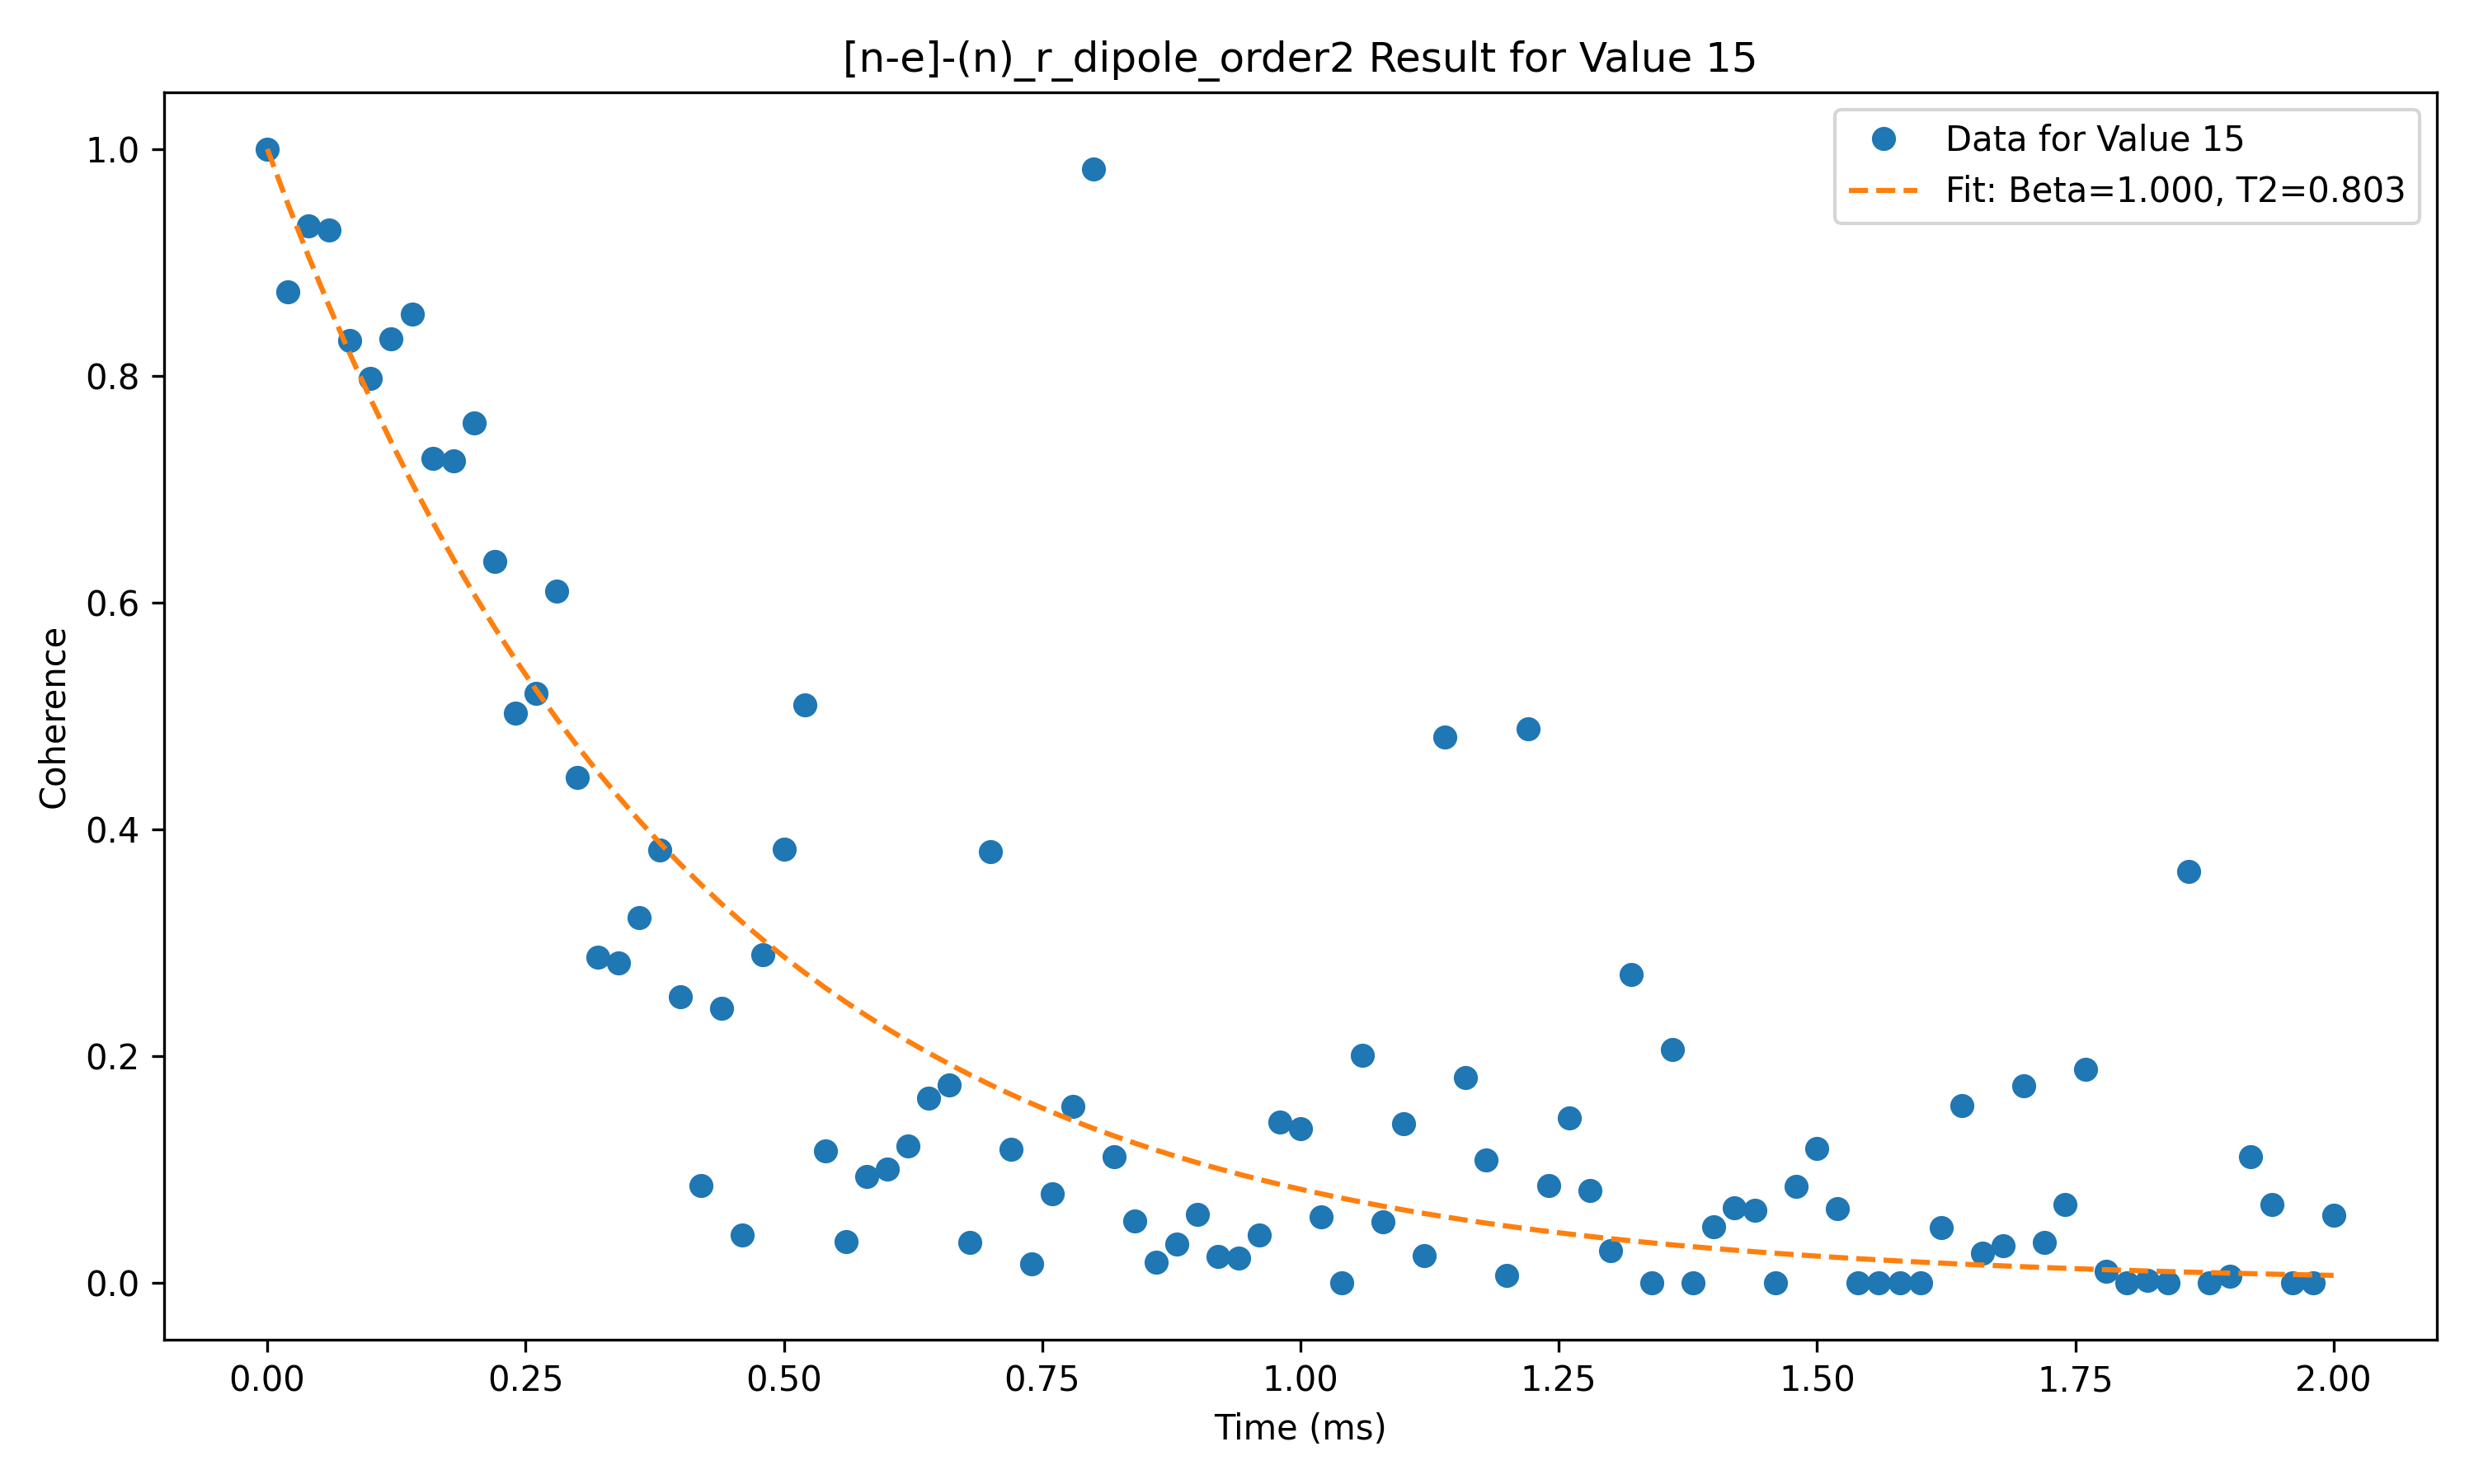 [n-e]-(n)_r_dipole_order2 Result for Value 15
Data for Value 15
Fit: Beta=1.000, T2=0.803
Coherence
1.0
0.8
0.6
0.4
0.2
0.0
0.00 0.25 0.50 0.75 1.00 1.25 1.50 1.75 2.00
Time (ms)